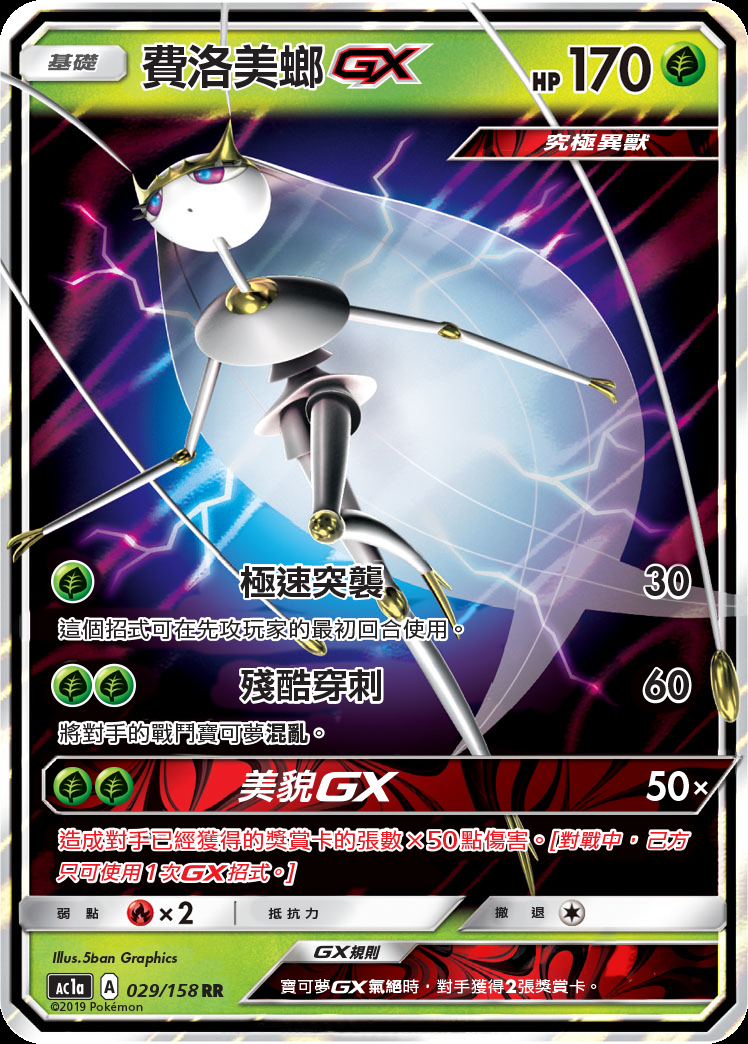 基礎
費洛美螂GX
HP 170
究極異獸
極速突襲 30
這個招式可在先攻玩家的最初回合使用。
殘酷穿刺 60
將對手的戰鬥寶可夢混亂。
美貌GX 50×
造成對手已經獲得的獎賞卡的張數×50點傷害。[對戰中，己方
只可使用1次GX招式。]
弱點 ×2 抵抗力 撤退
Illus.5ban Graphics
GX規則
AC1a A 029/158 RR
寶可夢GX氣絕時，對手獲得2張獎賞卡。
©2019 Pokémon